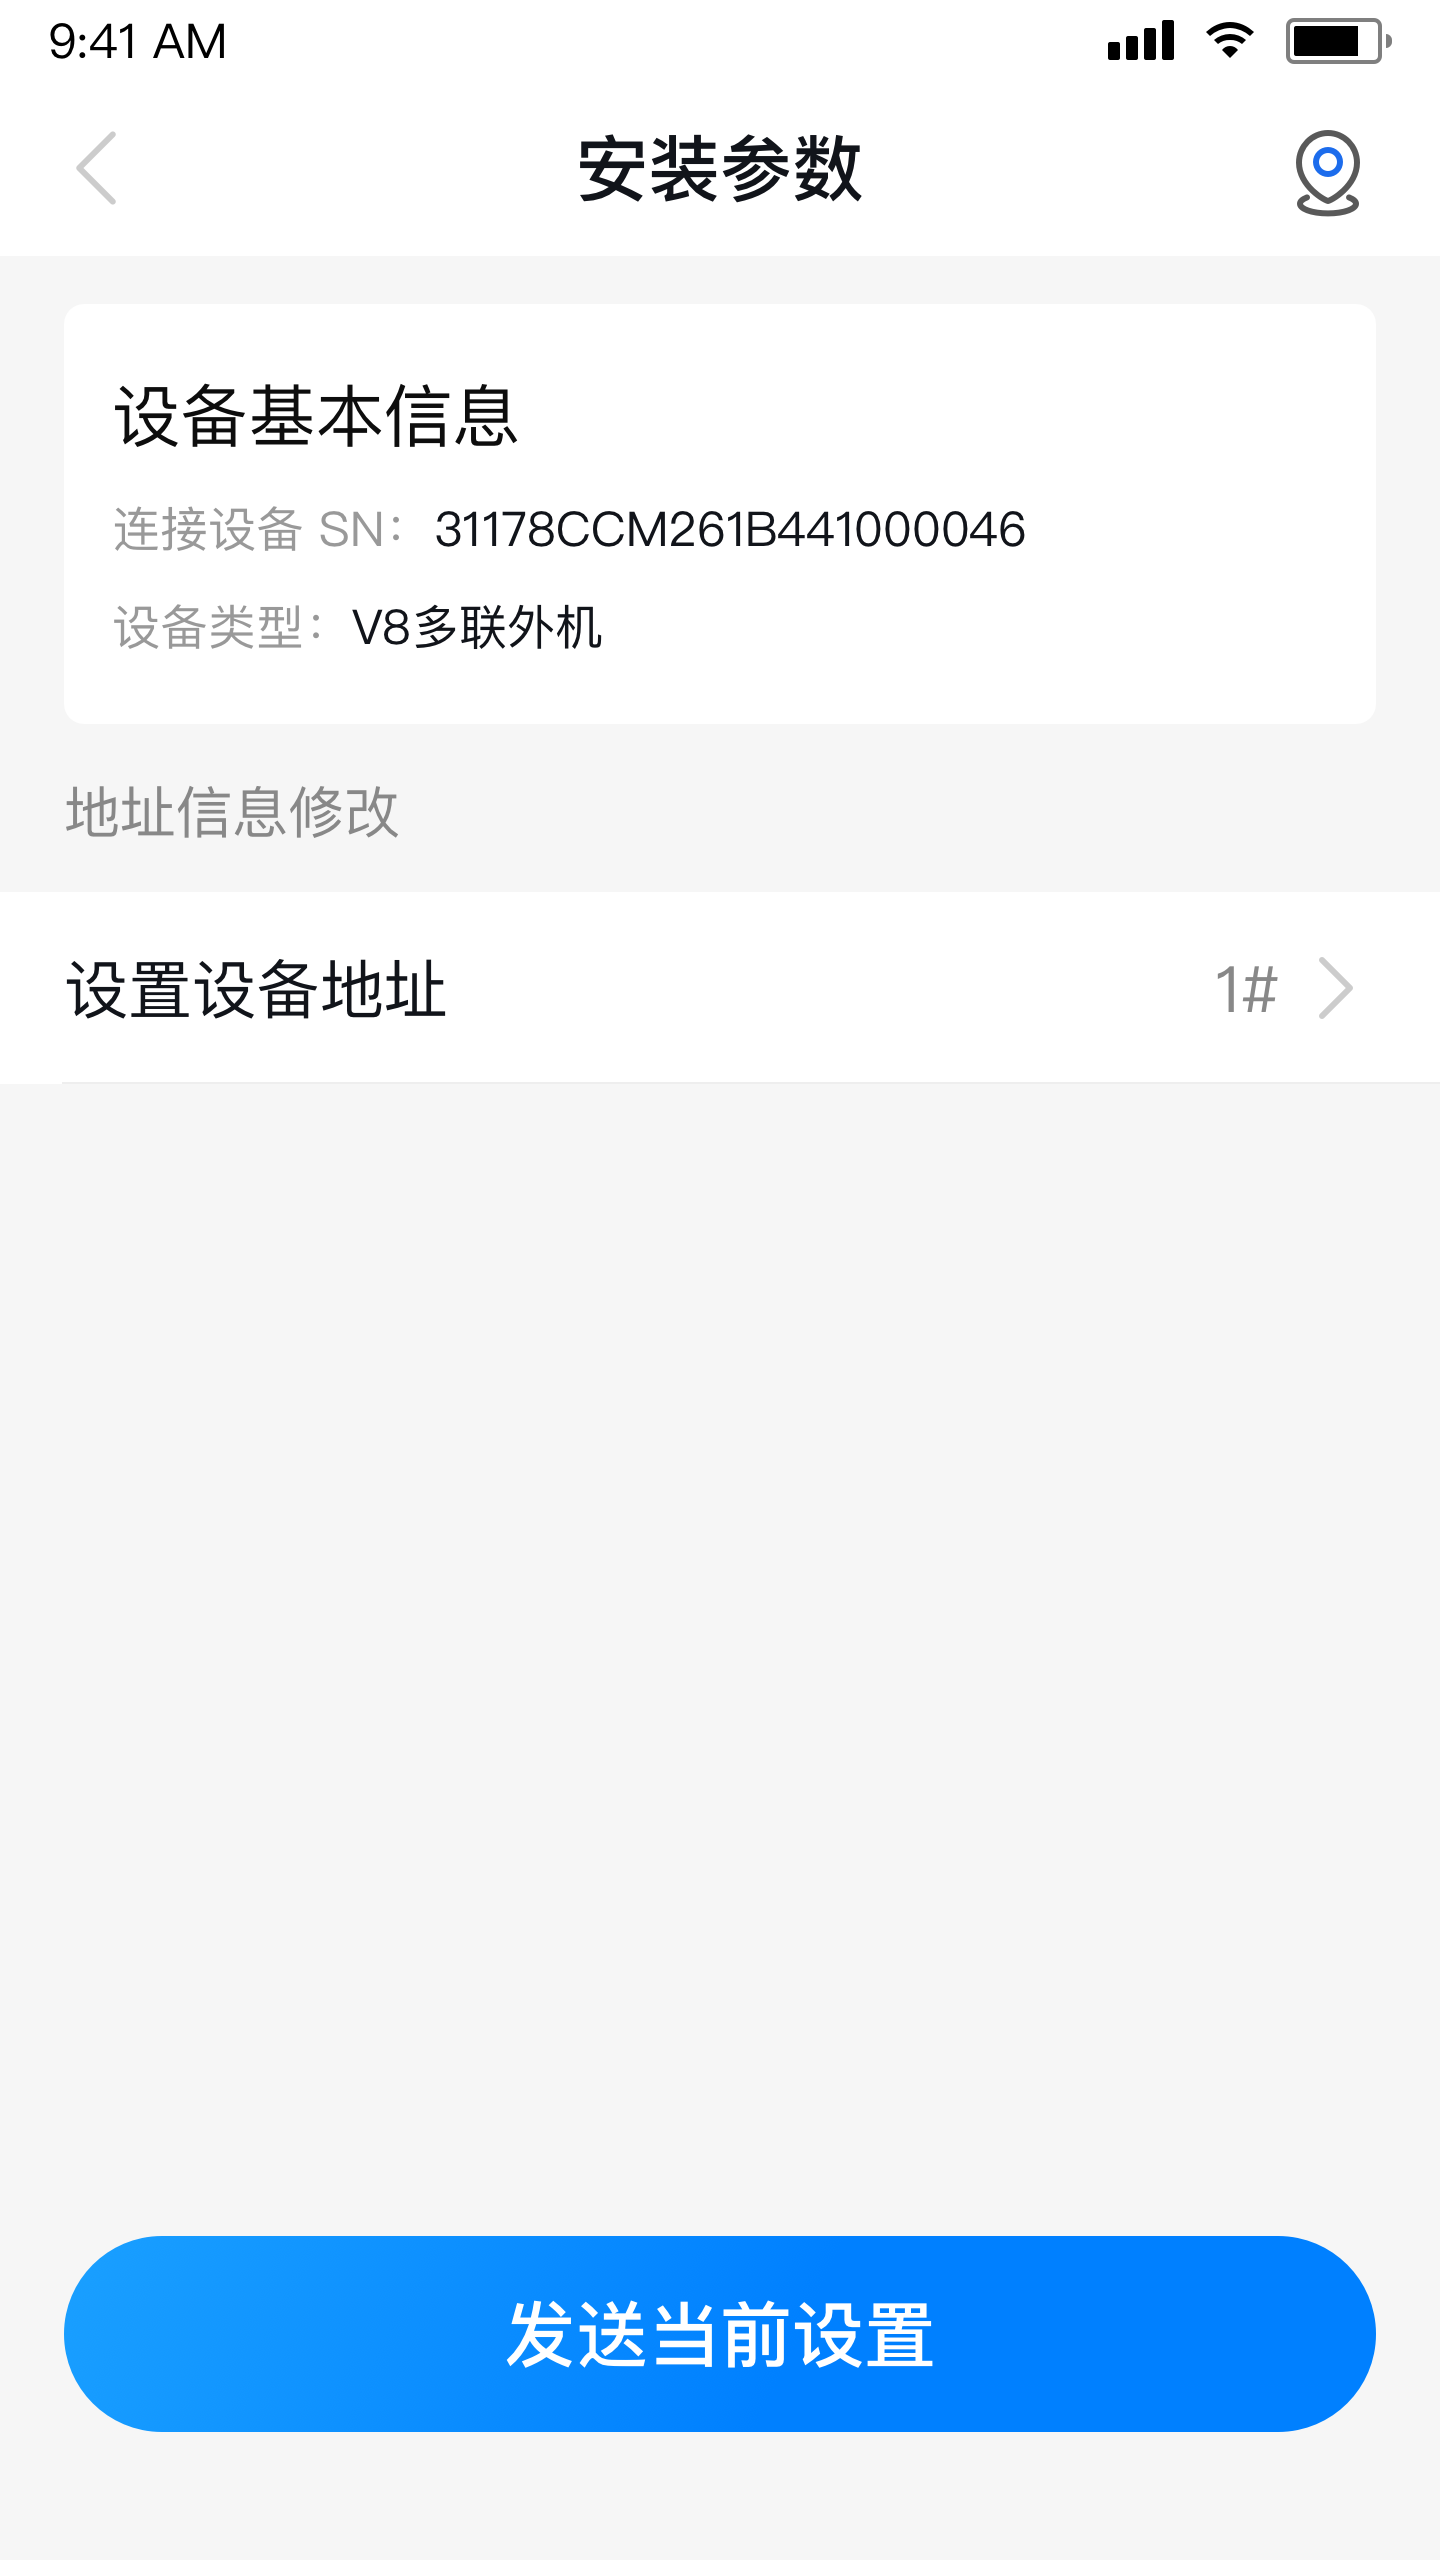 9:41 AM
安装参数
设备基本信息
连接设备 SN： 31178CCM261B441000046
设备类型： V8多联外机
地址信息修改
设置设备地址 1#
发送当前设置